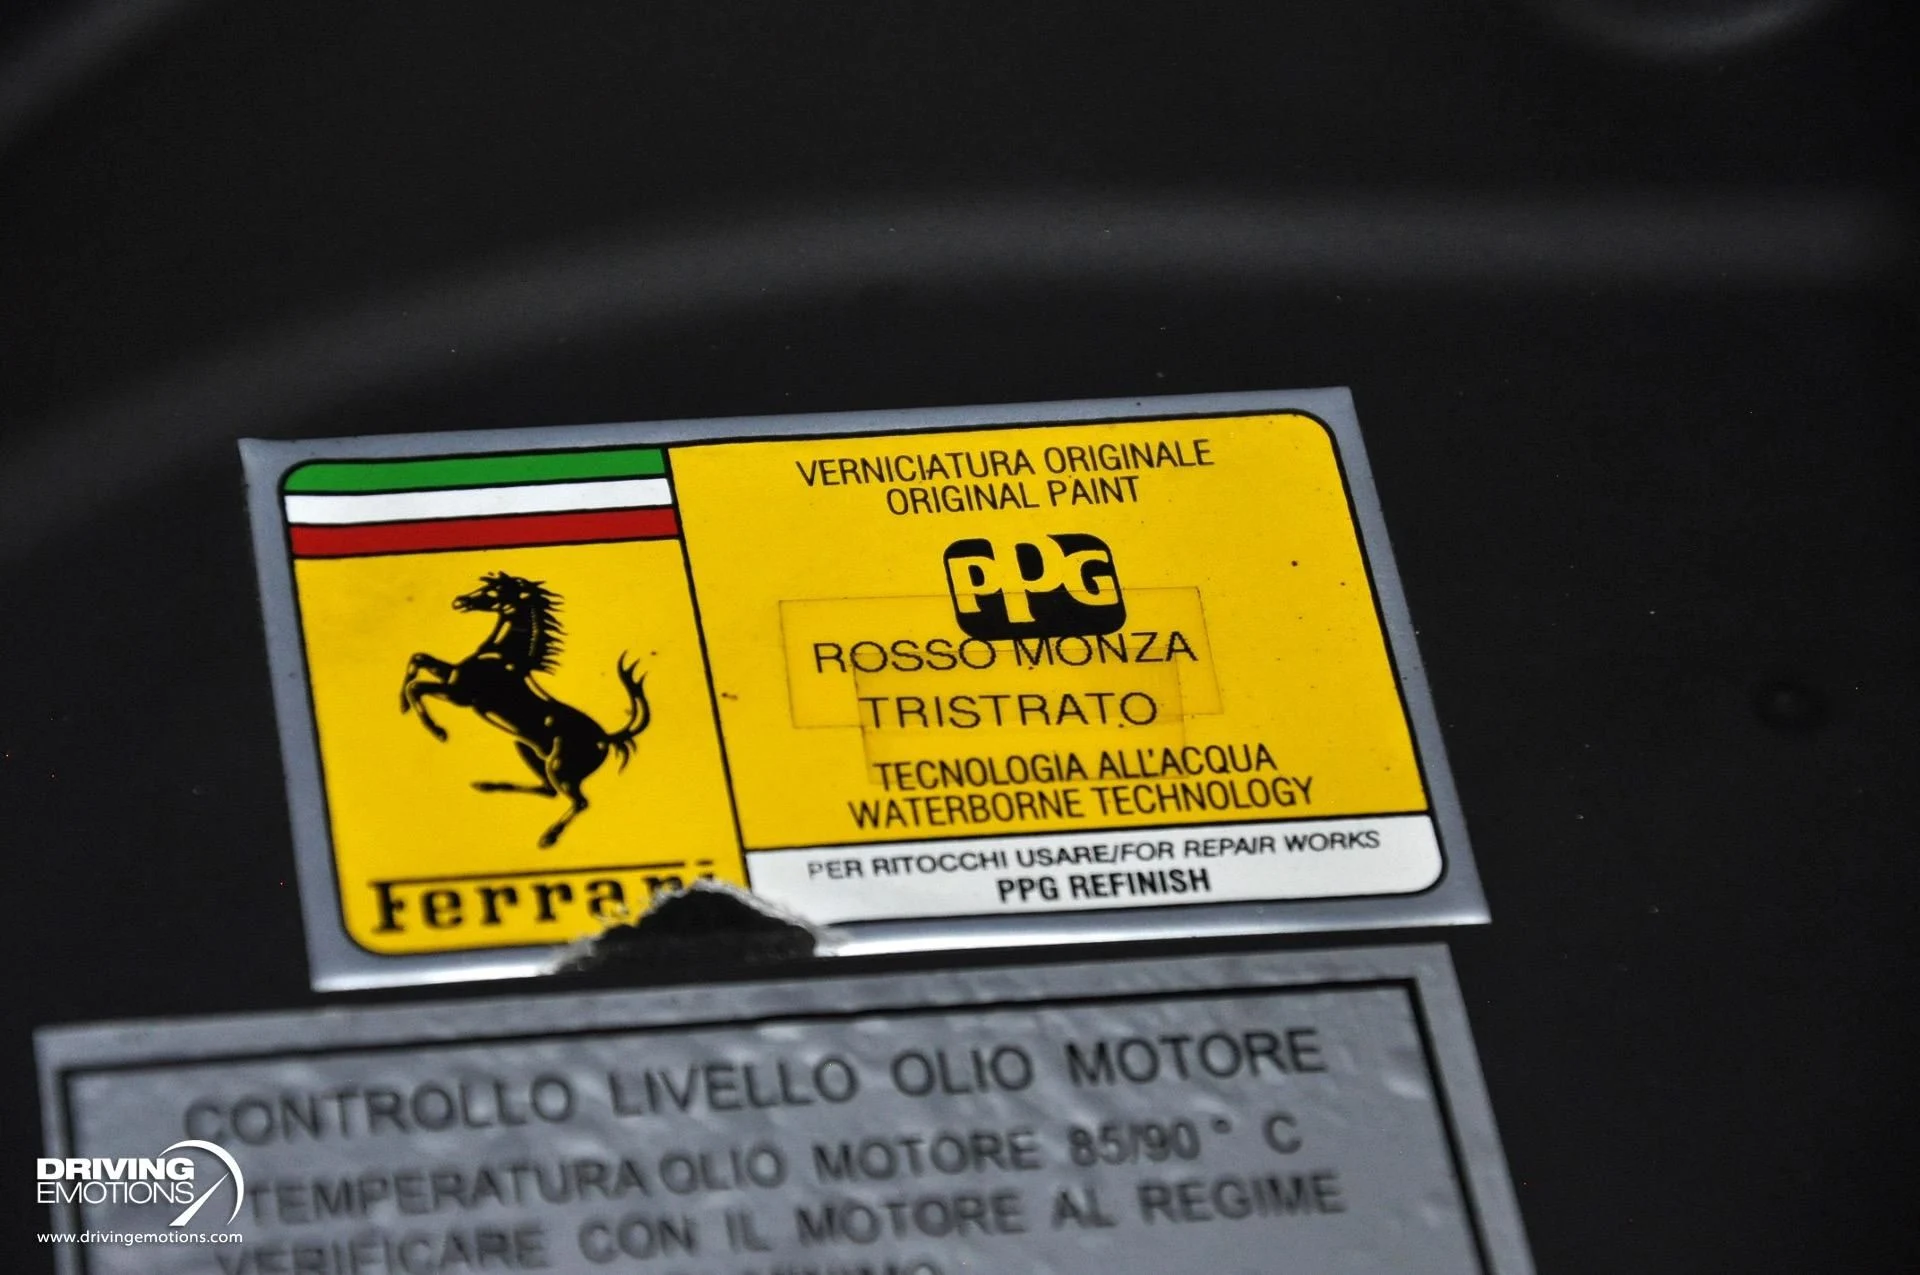 VERNICIATURA ORIGINALE
ORIGINAL PAINT
PPG
ROSSO MONZA
TRISTRATO
TECNOLOGIA ALL'ACQUA
WATERBORNE TECHNOLOGY
PER RITOCCHI USARE/FOR REPAIR WORKS
PPG REFINISH
Ferrari
CONTROLLO LIVELLO OLIO MOTORE
TEMPERATURA OLIO MOTORE 85/90° C
VERIFICARE CON IL MOTORE AL REGIME
DRIVING
EMOTIONS
www.drivingemotions.com